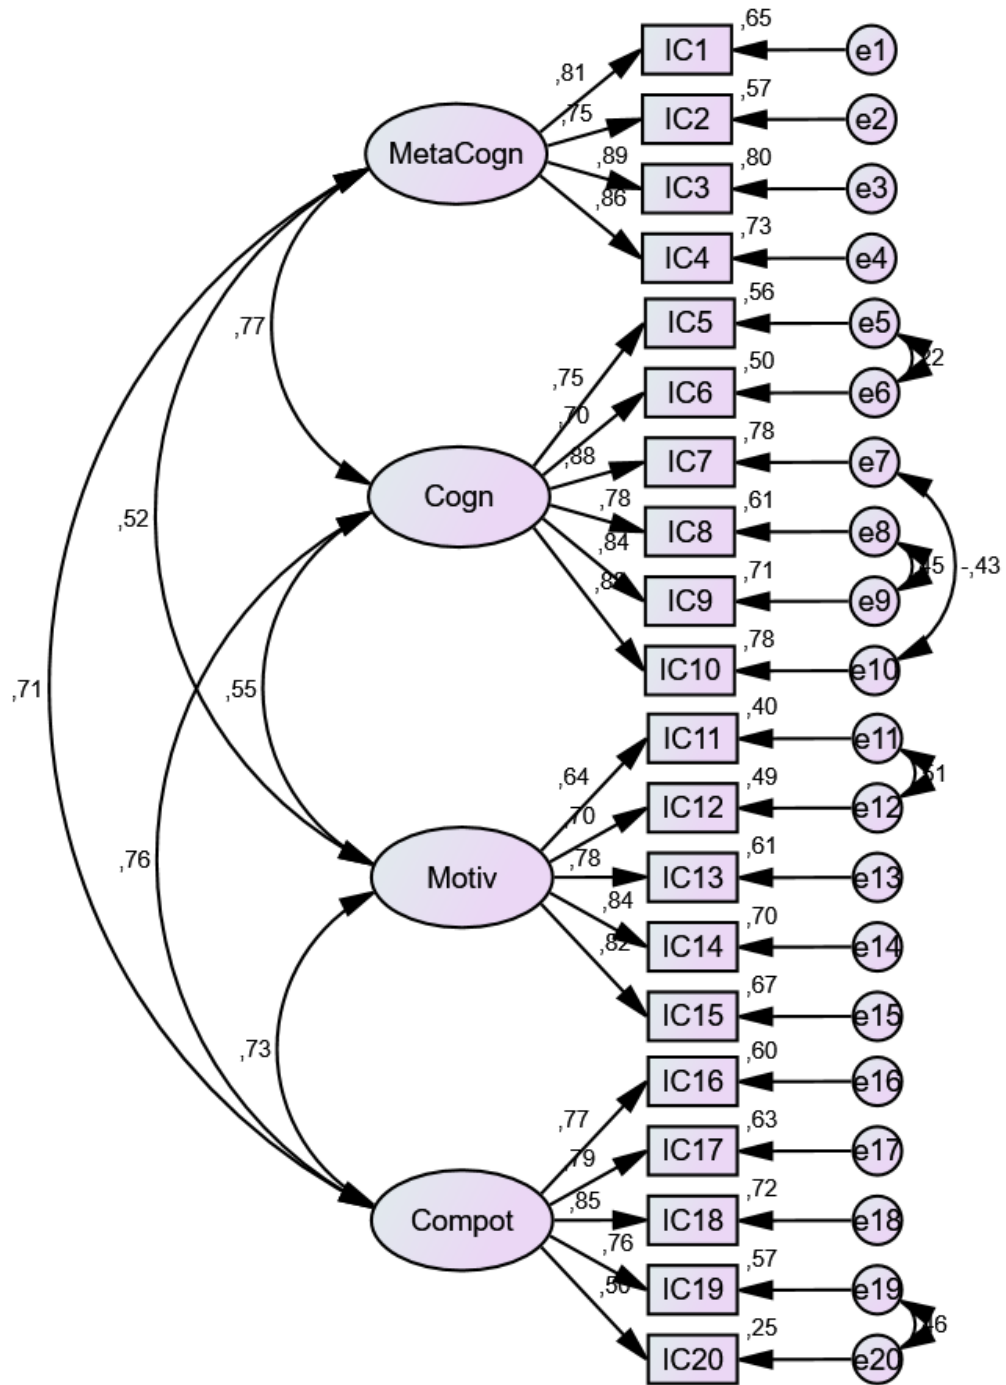 ,65
IC1
e1
,81
,57
IC2
e2
,75
MetaCogn
,80
IC3
e3
,89
,86
,73
IC4
e4
,56
IC5
e5
,77
,75
,50
IC6
e6
,70
,78
IC7
e7
,88
Cogn
,78
,61
IC8
e8
,52
,84
,71
IC9
e9
-,43
,78
IC10
e10
,71
,55
,40
IC11
e11
,64
,49
IC12
e12
,70
,76
,78
,61
IC13
e13
Motiv
,84
,70
IC14
e14
,82
,67
IC15
e15
,73
,60
IC16
e16
,77
,63
IC17
e17
,79
,85
,72
IC18
e18
Compot
,76
,57
IC19
e19
,25
IC20
e20